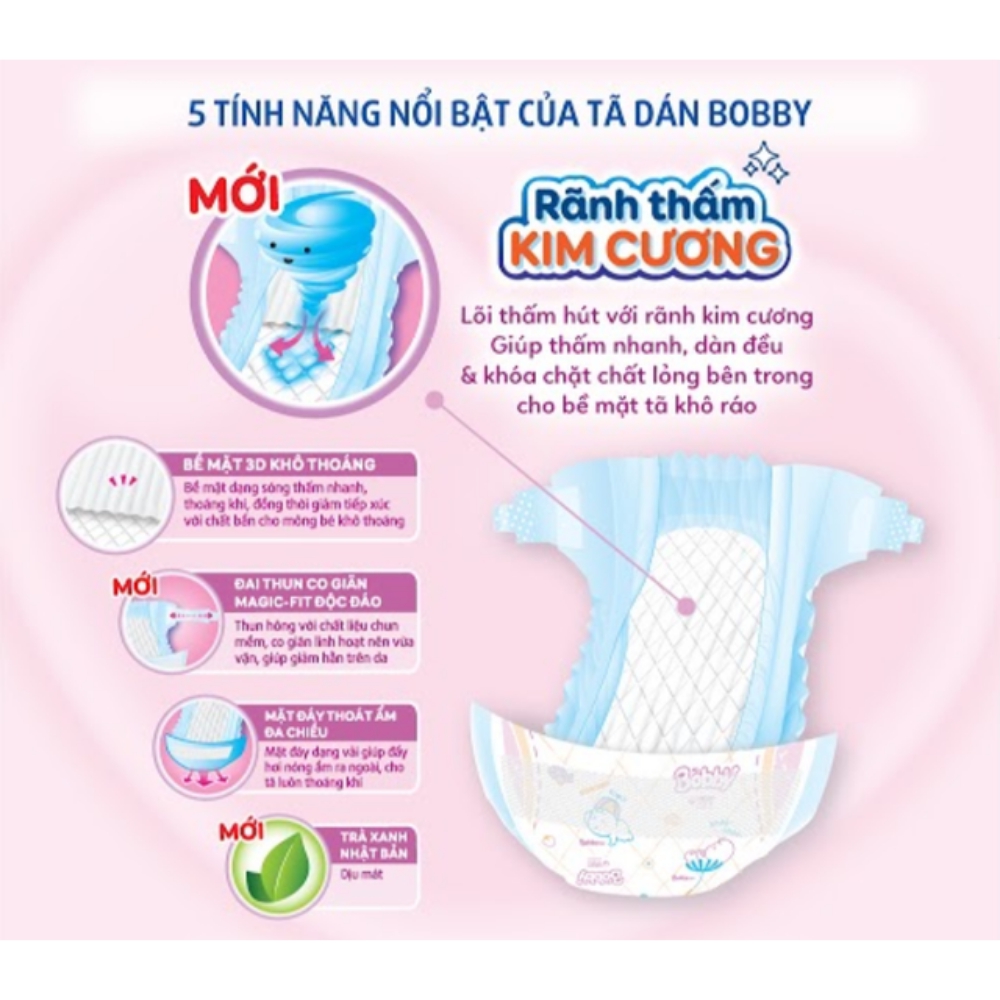 5 TÍNH NĂNG NỔI BẬT CỦA TÃ DÁN BOBBY
MỚI
Rãnh thấm
KIM CƯƠNG
Lõi thấm hút với rãnh kim cương
Giúp thấm nhanh, dàn đều
& khóa chặt chất lỏng bên trong
cho bề mặt tã khô ráo
BỀ MẶT 3D KHÔ THOÁNG
Bề mặt dạng sóng thấm nhanh,
thoáng khí, đồng thời giảm tiếp xúc
với chất bẩn cho mông bé khô thoáng
MỚI
ĐAI THUN CO GIÃN
MAGIC-FIT ĐỘC ĐÁO
Thun hông với chất liệu chun
mềm, co giãn linh hoạt nên vừa
vặn, giúp giảm hằn trên da
MẶT ĐÁY THOÁT ẨM
ĐA CHIỀU
Mặt đáy dạng vải giúp đẩy
hơi nóng ẩm ra ngoài, cho
tã luôn thoáng khí
MỚI
TRÀ XANH
NHẬT BẢN
Dịu mát
Bobby
Bobby